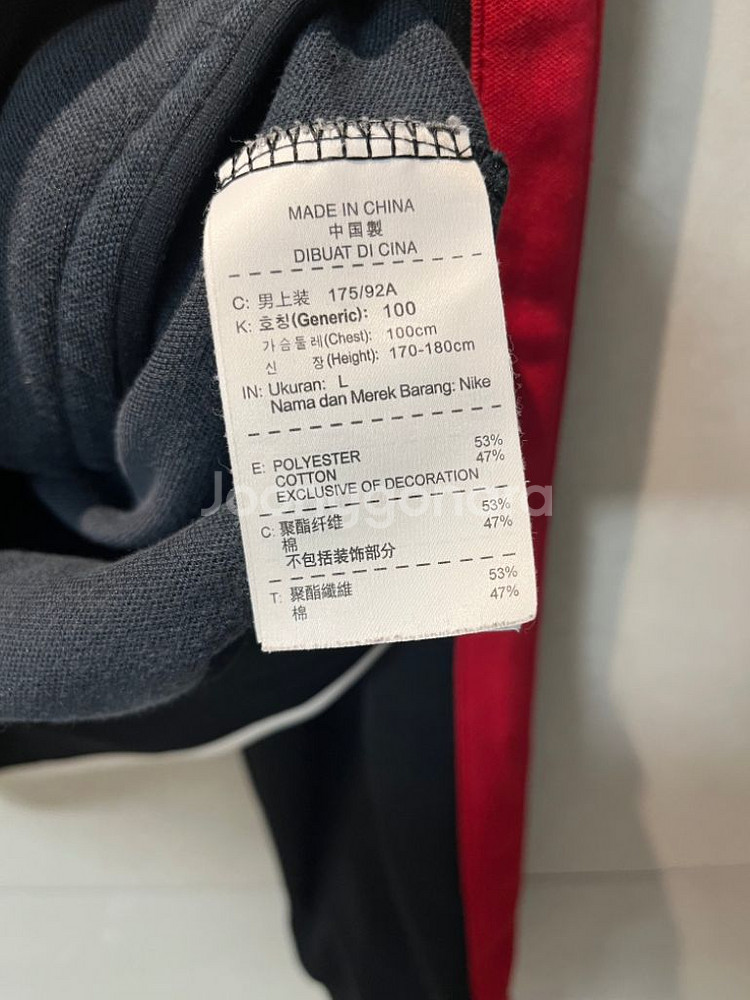 MADE IN CHINA
中国製
DIBUAT DI CINA
C: 男上装 175/92A
K: 호칭(Generic): 100
가슴둘레(Chest): 100cm
신 장(Height): 170-180cm
IN: Ukuran: L
Nama dan Merek Barang: Nike
E: POLYESTER 53%
COTTON 47%
EXCLUSIVE OF DECORATION
Joonggonara
C: 聚酯纤维 53%
棉 47%
不包括装饰部分
T: 聚酯纖維 53%
棉 47%